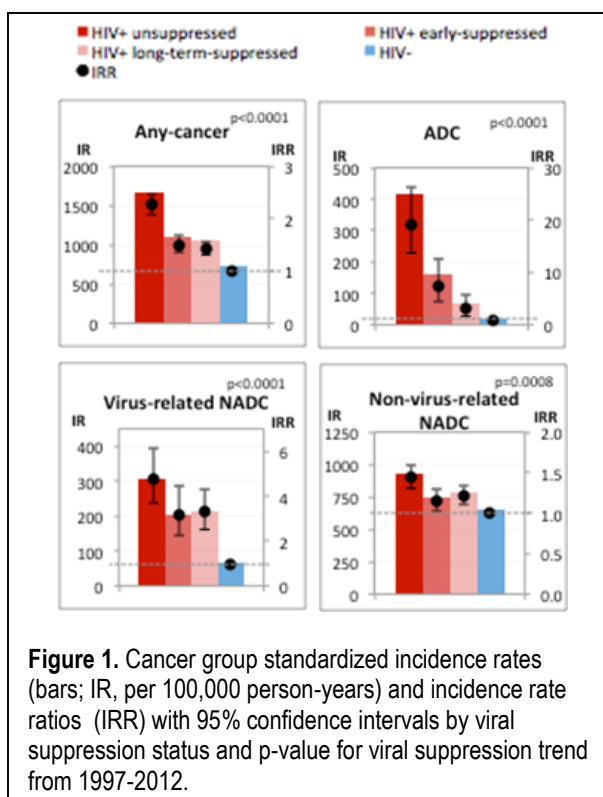 HIV+ unsuppressed HIV+ early-suppressed
HIV+ long-term-suppressed HIV-
IRR
p<0.0001
Any-cancer
IR IRR
2000 3
1500 2
1000
500 1
0 0
p<0.0001
ADC
IR IRR
500 30
400
300 20
200 10
100
0 0
p<0.0001
Virus-related NADC
IR IRR
400 6
300 4
200
100 2
0 0
p=0.0008
Non-virus-related
IR NADC IRR
1250 2.0
1000 1.5
750 1.0
500
250 0.5
0 0.0
Figure 1. Cancer group standardized incidence rates
(bars; IR, per 100,000 person-years) and incidence rate
ratios (IRR) with 95% confidence intervals by viral
suppression status and p-value for viral suppression trend
from 1997-2012.